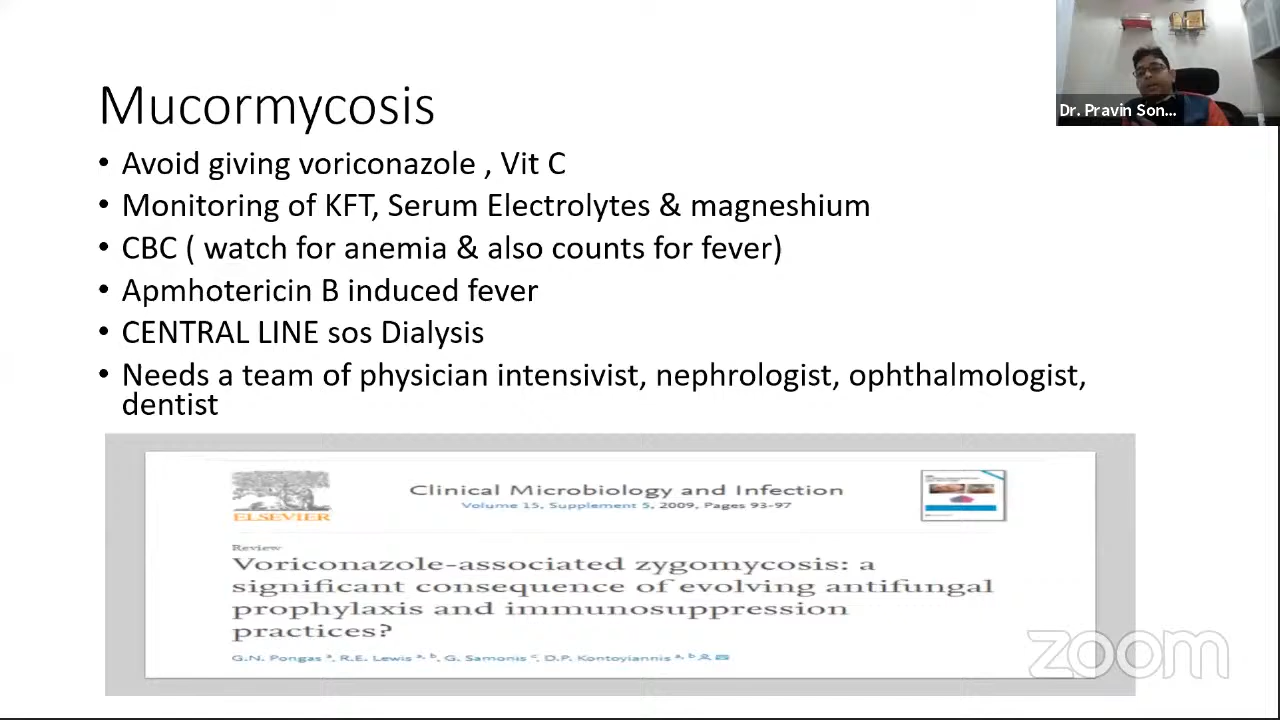 Dr. Pravin Son...
Mucormycosis
• Avoid giving voriconazole , Vit C
• Monitoring of KFT, Serum Electrolytes & magneshium
• CBC ( watch for anemia & also counts for fever)
• Apmhotericin B induced fever
• CENTRAL LINE sos Dialysis
• Needs a team of physician intensivist, nephrologist, ophthalmologist,
dentist
ELSEVIER
Clinical Microbiology and Infection
Volume 15, Supplement 5, 2009, Pages 93-97
Review
Voriconazole-associated zygomycosis: a
significant consequence of evolving antifungal
prophylaxis and immunosuppression
practices?
G.N. Pongas a, R.E. Lewis a, b, G. Samonis c, D.P. Kontoyiannis a, b
zoom